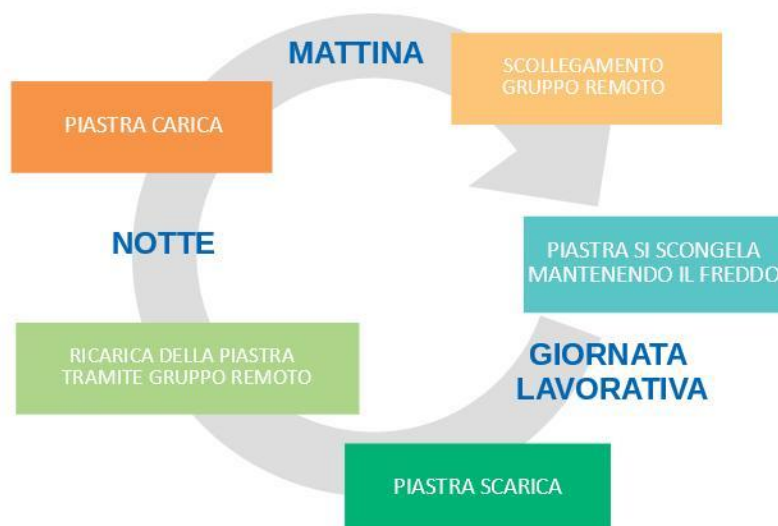 MATTINA
SCOLLEGAMENTO
GRUPPO REMOTO
PIASTRA CARICA
NOTTE
PIASTRA SI SCONGELA
MANTENENDO IL FREDDO
RICARICA DELLA PIASTRA
TRAMITE GRUPPO REMOTO
GIORNATA
LAVORATIVA
PIASTRA SCARICA